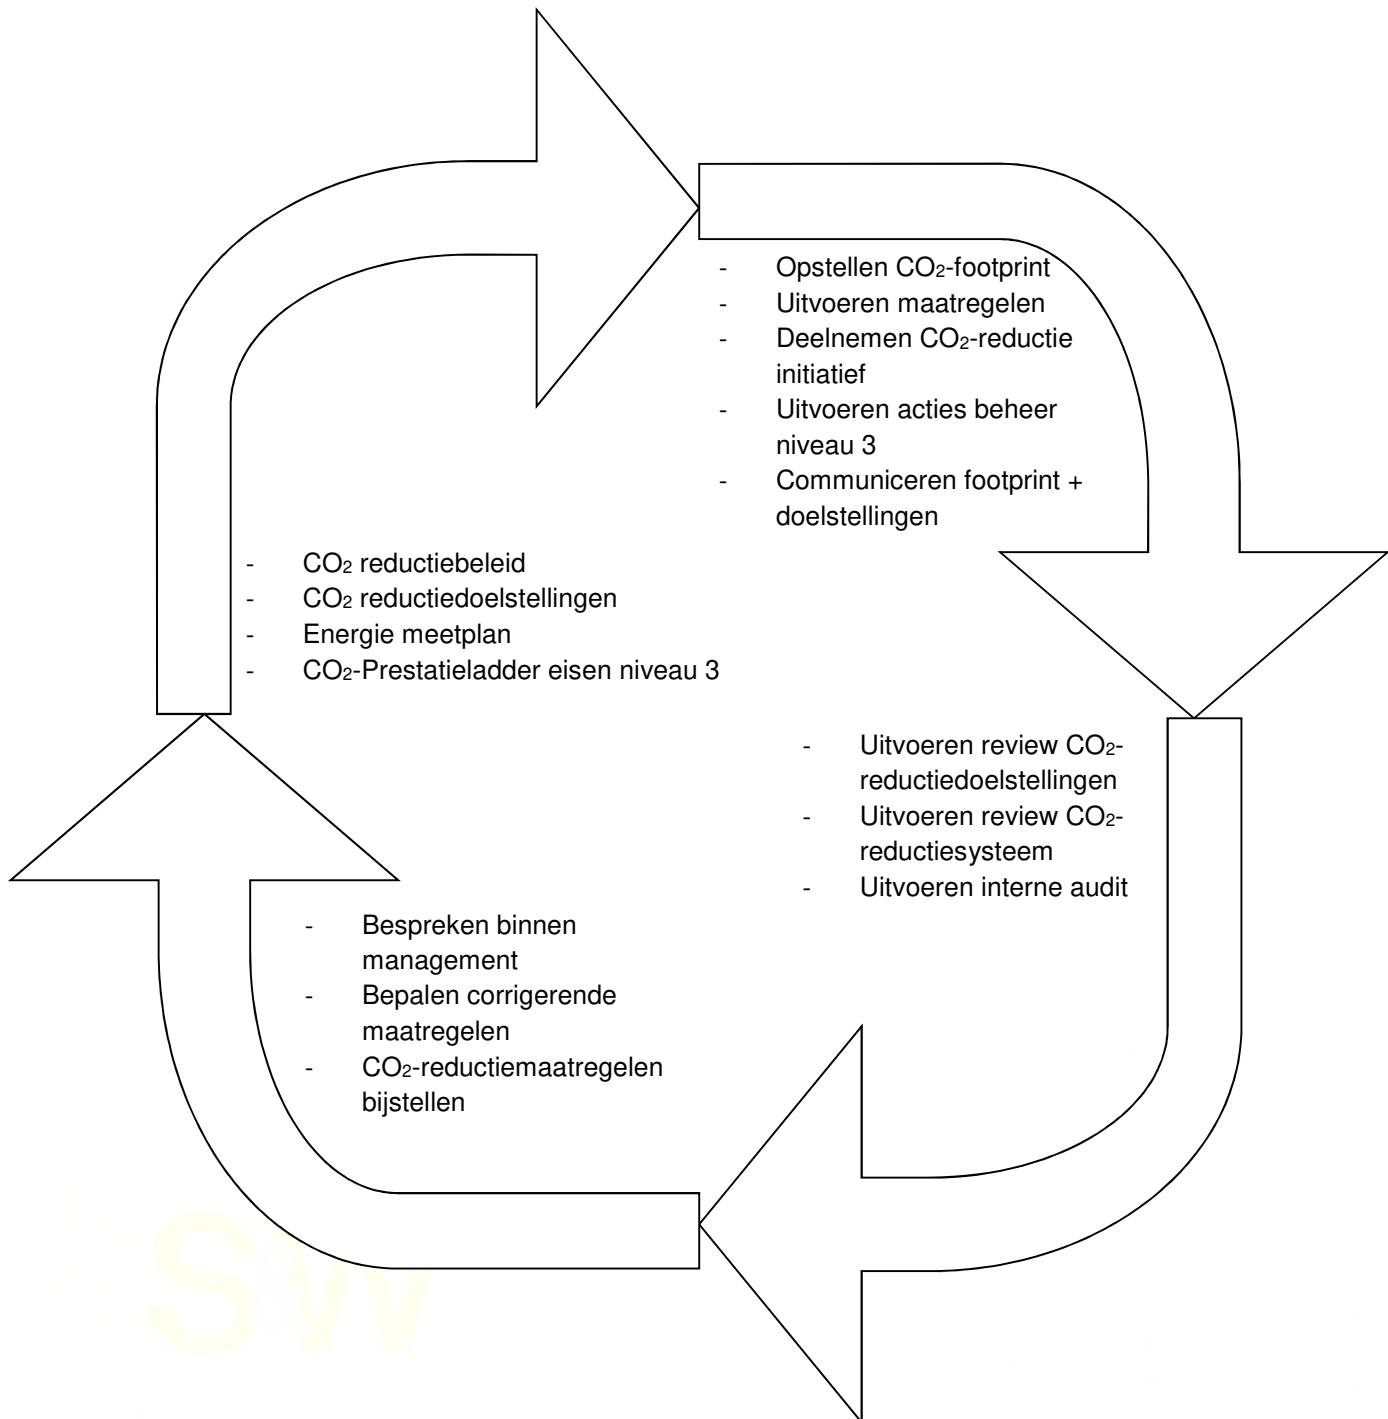 - Opstellen CO₂-footprint
- Uitvoeren maatregelen
- Deelnemen CO₂-reductie
initiatief
- Uitvoeren acties beheer
niveau 3
- Communiceren footprint +
doelstellingen
- CO₂ reductiebeleid
- CO₂ reductiedoelstellingen
- Energie meetplan
- CO₂-Prestatieladder eisen niveau 3
- Uitvoeren review CO₂-
reductiedoelstellingen
- Uitvoeren review CO₂-
reductiesysteem
- Uitvoeren interne audit
- Bespreken binnen
management
- Bepalen corrigerende
maatregelen
- CO₂-reductiemaatregelen
bijstellen
SW